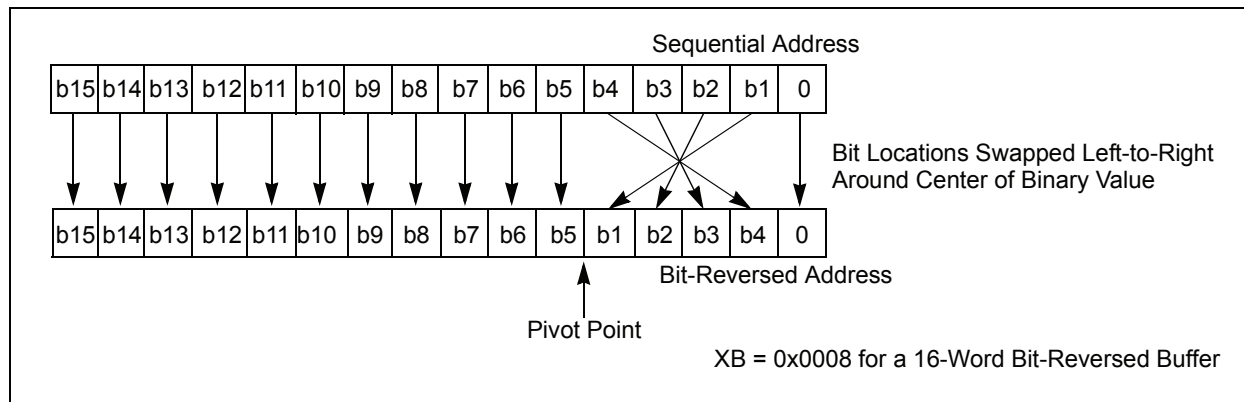 Sequential Address
b15 b14 b13 b12 b11 b10 b9 b8 b7 b6 b5 b4 b3 b2 b1 0
Bit Locations Swapped Left-to-Right
Around Center of Binary Value
b15 b14 b13 b12 b11 b10 b9 b8 b7 b6 b5 b1 b2 b3 b4 0
Bit-Reversed Address
Pivot Point
XB = 0x0008 for a 16-Word Bit-Reversed Buffer